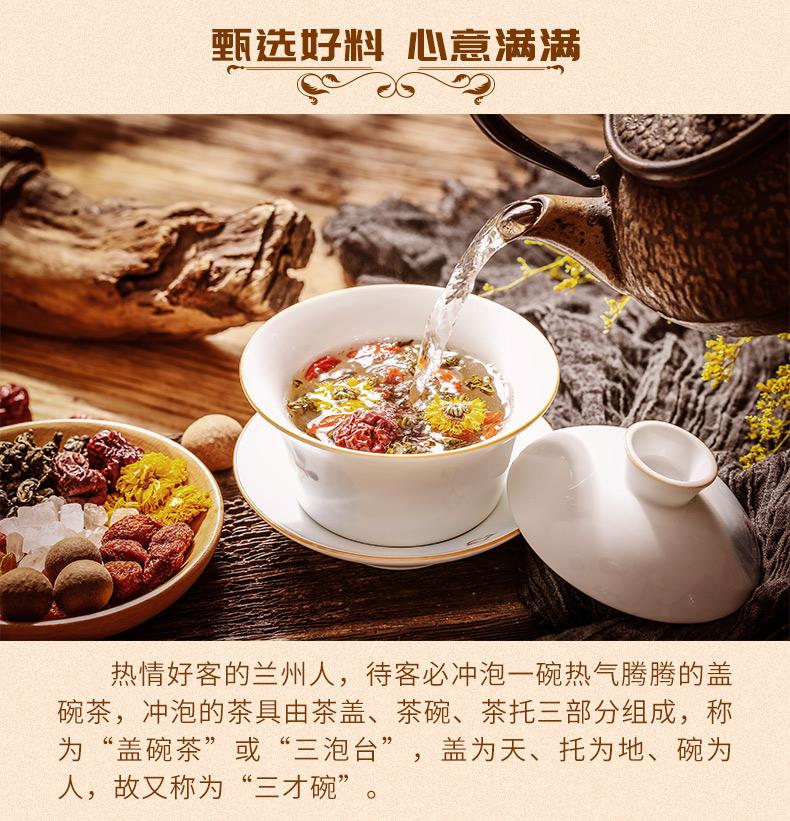 甄选好料 心意满满
热情好客的兰州人，待客必冲泡一碗热气腾腾的盖
碗茶，冲泡的茶具由茶盖、茶碗、茶托三部分组成，称
为“盖碗茶”或“三泡台”，盖为天、托为地、碗为
人，故又称为“三才碗”。